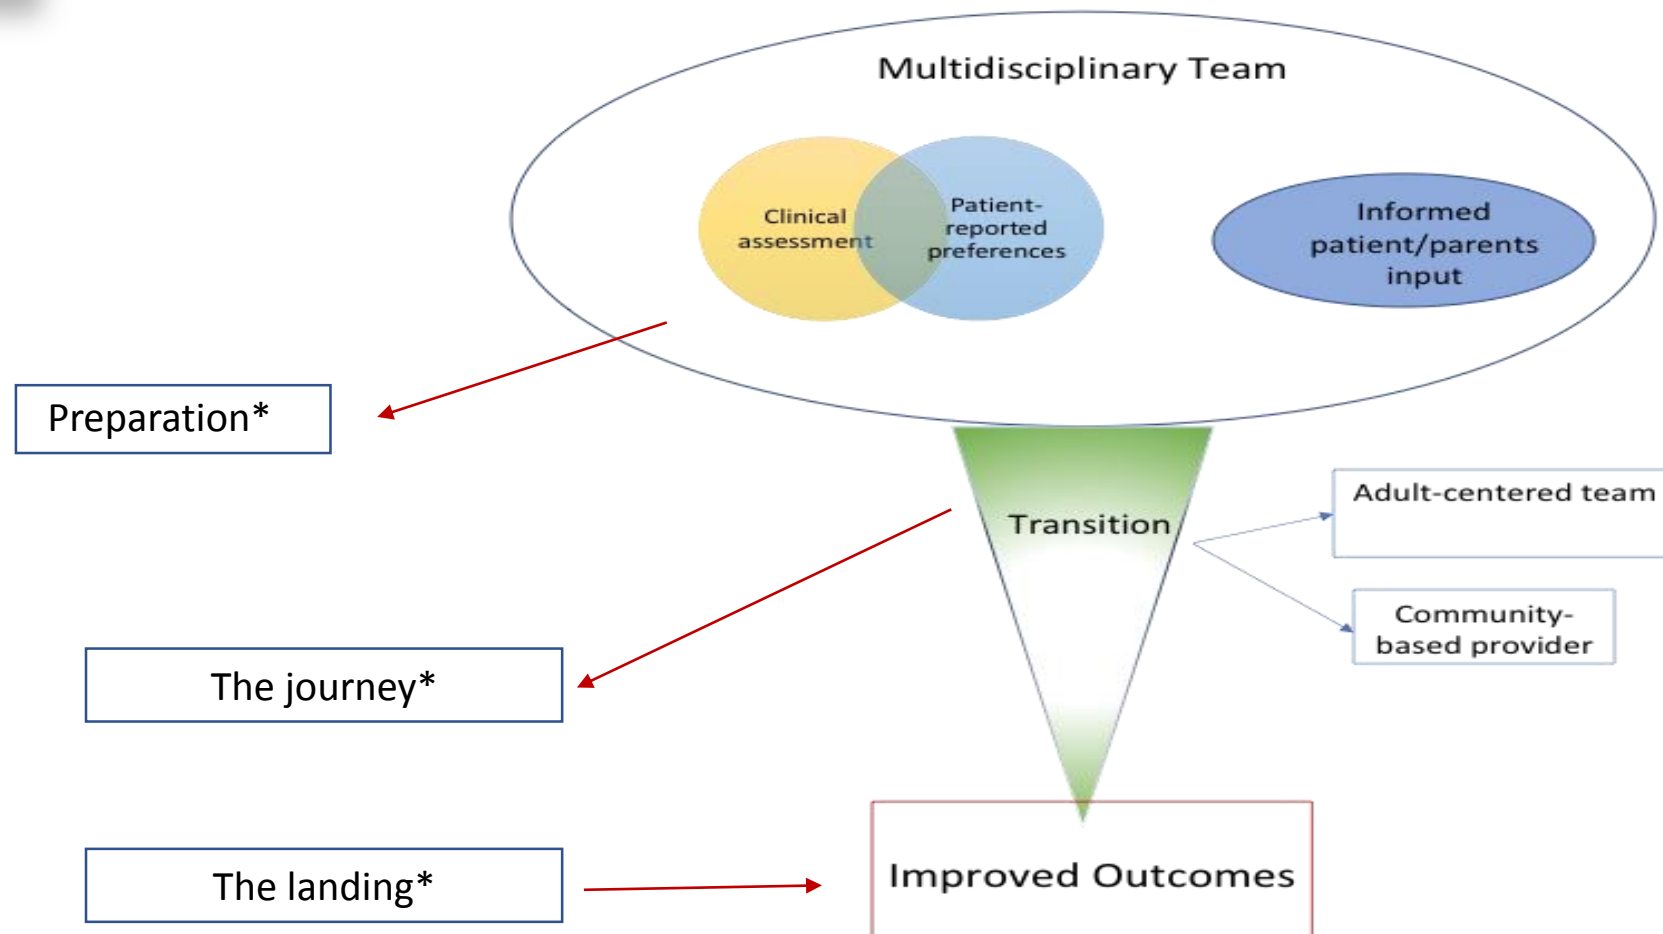 Multidisciplinary Team
Clinical
assessment
Patient-
reported
preferences
Informed
patient/parents
input
Preparation*
Transition
Adult-centered team
Community-
based provider
The journey*
The landing*
Improved Outcomes